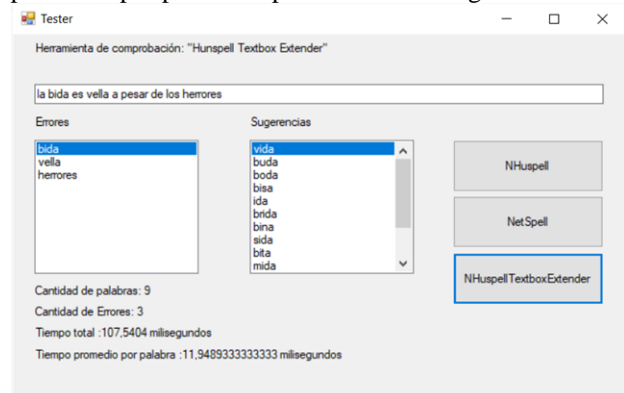 Tester
Herramienta de comprobación: "Hunspell Textbox Extender"
la bida es vella a pesar de los herrores
Errores
Sugerencias
bida
vella
herrores
vida
buda
boda
bisa
ida
brida
bina
sida
bita
mida
NHuspell
NetSpell
NHuspellTextboxExtender
Cantidad de palabras: 9
Cantidad de Errores: 3
Tiempo total :107,5404 milisegundos
Tiempo promedio por palabra :11,9489333333333 milisegundos